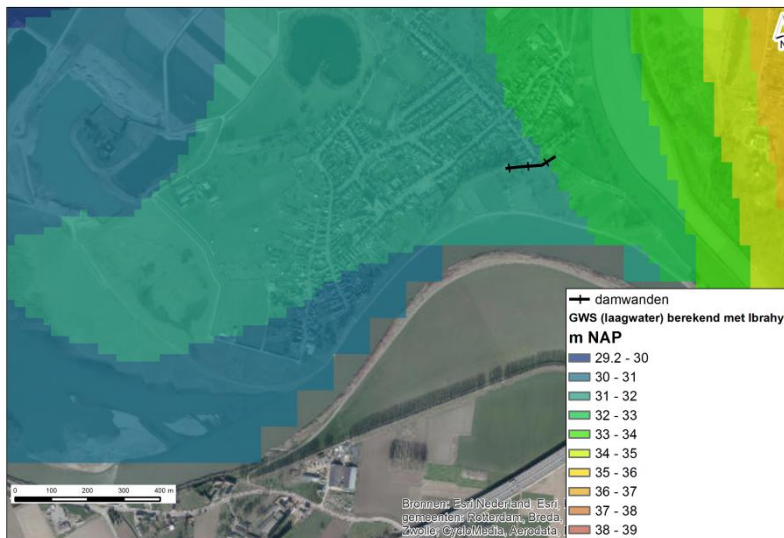 N
damwanden
GWS (laagwater) berekend met Ibrahy
m NAP
29.2 - 30
30 - 31
31 - 32
32 - 33
33 - 34
34 - 35
35 - 36
36 - 37
37 - 38
38 - 39
0 100 200 300 400 m
Bronnen: Esri Nederland, Esri,
gemeenten: Rotterdam, Breda,
Zwolle; CycloMedia, Aerodata